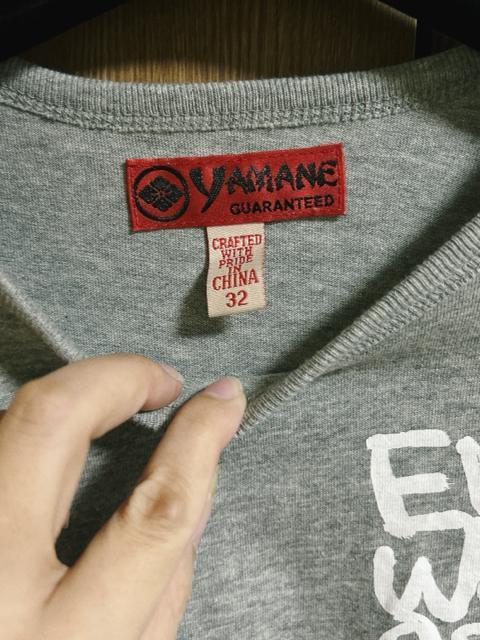 YAMANE
GUARANTEED
CRAFTED
WITH
PRIDE
IN
CHINA
32